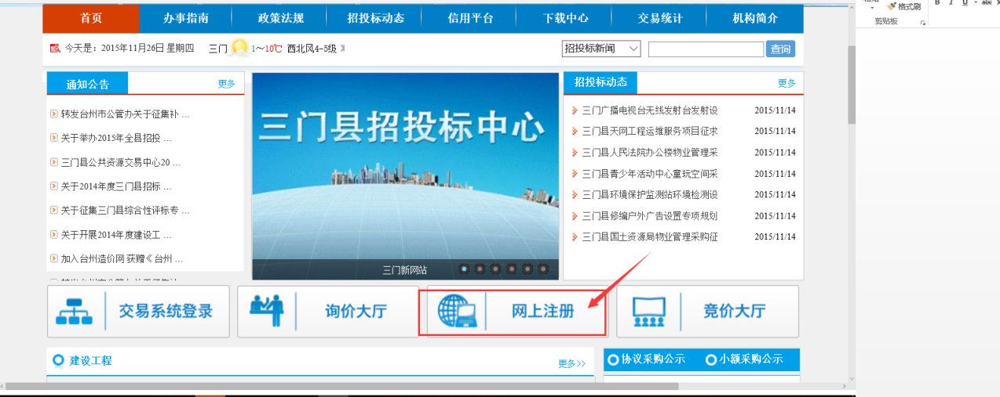 首页 办事指南 政策法规 招投标动态 信用平台 下载中心 交易统计 机构简介
格式刷
B I U abc
剪贴板
今天是：2015年11月26日 星期四 三门 1～10℃ 西北风4-5级
招投标新闻 查询
通知公告 更多
转发台州市公管办关于征集补 …
关于举办2015年全县招投 …
三门县公共资源交易中心20 …
关于2014年度三门县招标 …
关于征集三门县综合性评标专 …
关于开展2014年度建设工 …
加入台州造价网 获赠《 台州 …
三门县招投标中心
三门新网站
招投标动态 更多
三门广播电视台无线发射台发射设 2015/11/14
三门县天网工程运维服务项目征求 2015/11/14
三门县人民法院办公楼物业管理采 2015/11/14
三门县青少年活动中心童玩空间采 2015/11/14
三门县环境保护监测站环境检测设 2015/11/14
三门县修编户外广告设置专项规划 2015/11/14
三门县国土资源局物业管理采购征 2015/11/14
交易系统登录 询价大厅 网上注册 竞价大厅
建设工程 更多>>
协议采购公示 小额采购公示